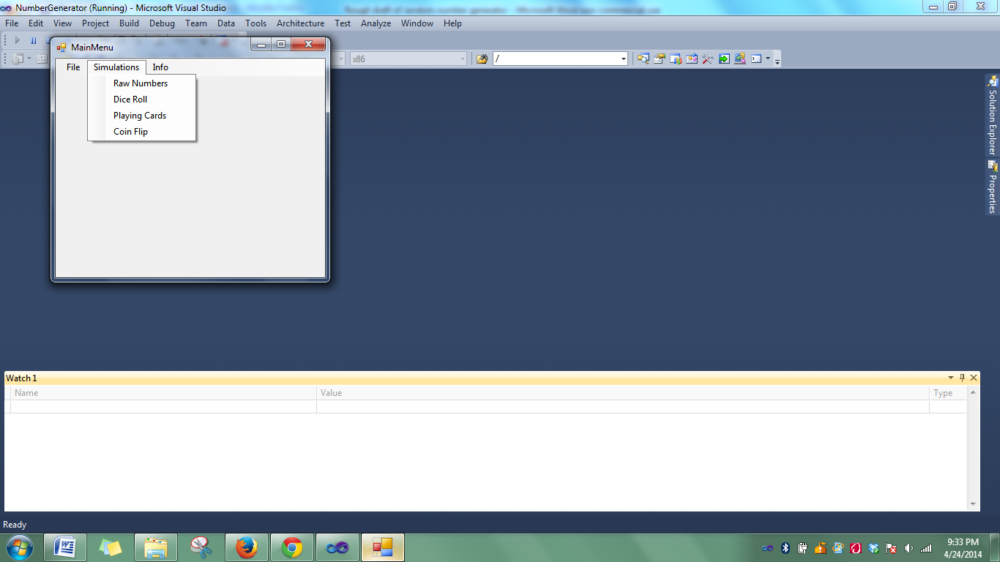 NumberGenerator (Running) - Microsoft Visual Studio
File Edit View Project Build Debug Team Data Tools Architecture Test Analyze Window Help
MainMenu
x86
/
File Simulations Info
Raw Numbers
Dice Roll
Playing Cards
Coin Flip
Solution Explorer
Properties
Watch 1
Name Value Type
Ready
9:33 PM
4/24/2014